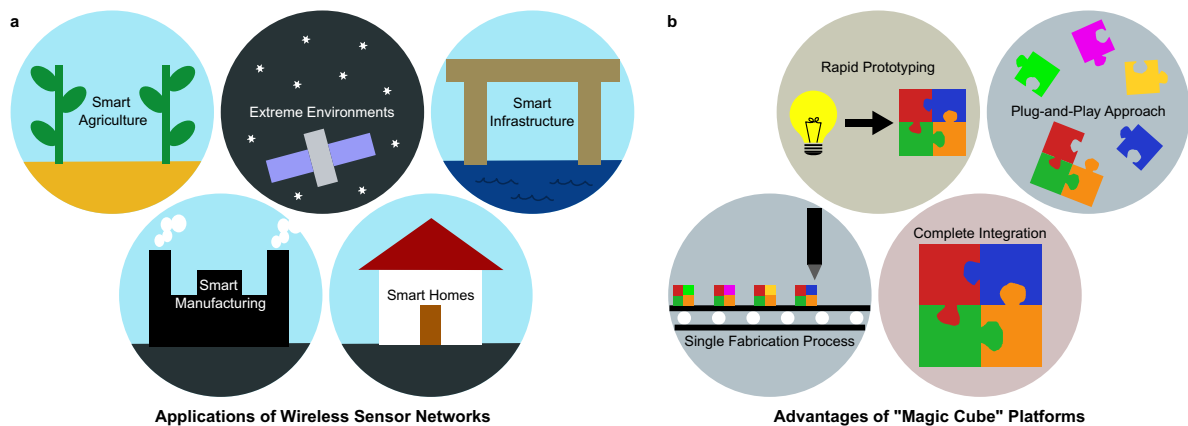 a
Smart
Agriculture
Extreme Environments
Smart
Infrastructure
Smart
Manufacturing
Smart Homes
Applications of Wireless Sensor Networks
b
Rapid Prototyping
Plug-and-Play Approach
Single Fabrication Process
Complete Integration
Advantages of "Magic Cube" Platforms